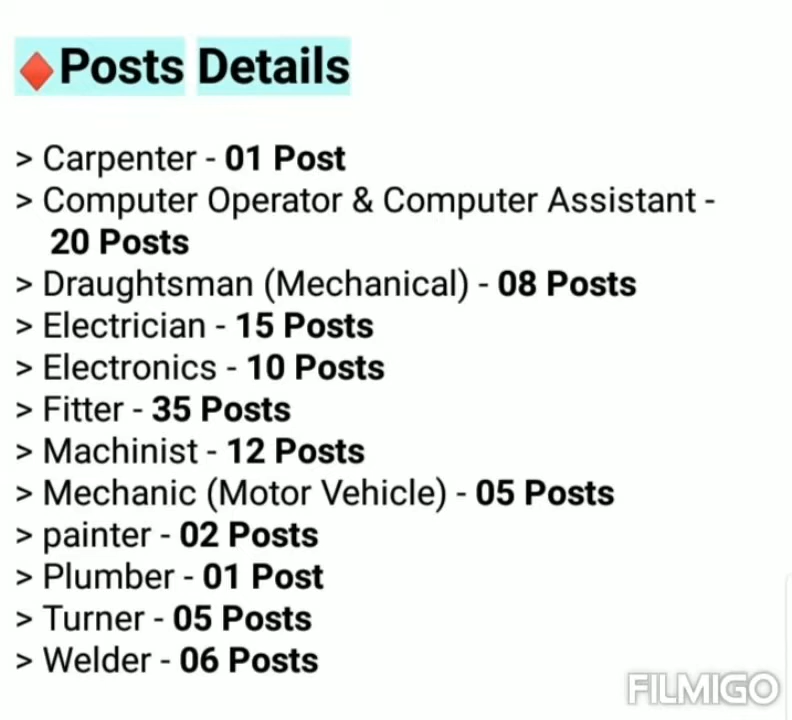 ♦Posts Details
> Carpenter - 01 Post
> Computer Operator & Computer Assistant -
20 Posts
> Draughtsman (Mechanical) - 08 Posts
> Electrician - 15 Posts
> Electronics - 10 Posts
> Fitter - 35 Posts
> Machinist - 12 Posts
> Mechanic (Motor Vehicle) - 05 Posts
> painter - 02 Posts
> Plumber - 01 Post
> Turner - 05 Posts
> Welder - 06 Posts
FILMIGO